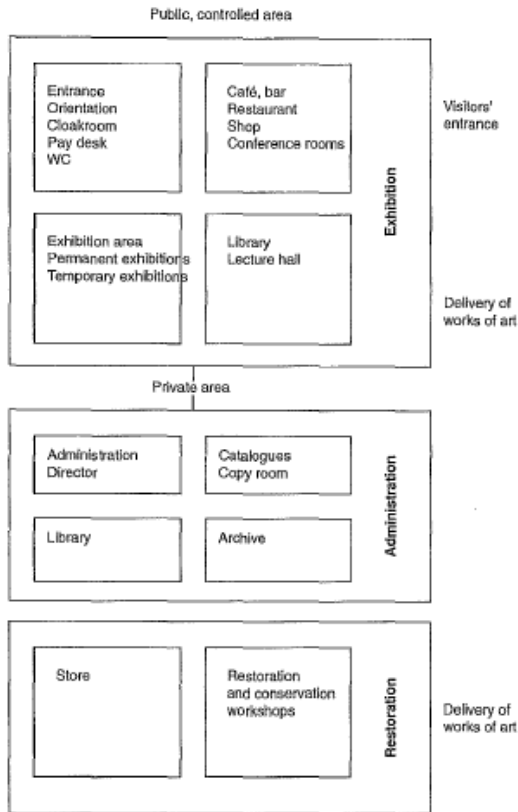 Public, controlled area
Entrance
Orientation
Cloakroom
Pay desk
WC
Café, bar
Restaurant
Shop
Conference rooms
Visitors'
entrance
Exhibition
Exhibition area
Permanent exhibitions
Temporary exhibitions
Library
Lecture hall
Delivery of
works of art
Private area
Administration
Director
Catalogues
Copy room
Administration
Library
Archive
Store
Restoration
and conservation
workshops
Restoration
Delivery of
works of art